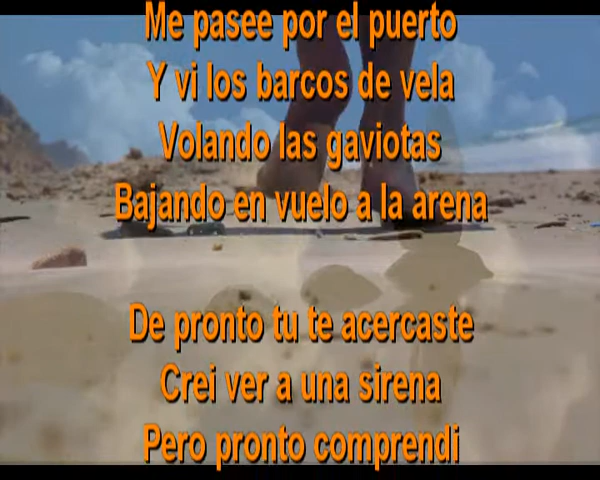 Me pasee por el puerto
Y vi los barcos de vela
Volando las gaviotas
Bajando en vuelo a la arena
De pronto tu te acercaste
Crei ver a una sirena
Pero pronto comprendi